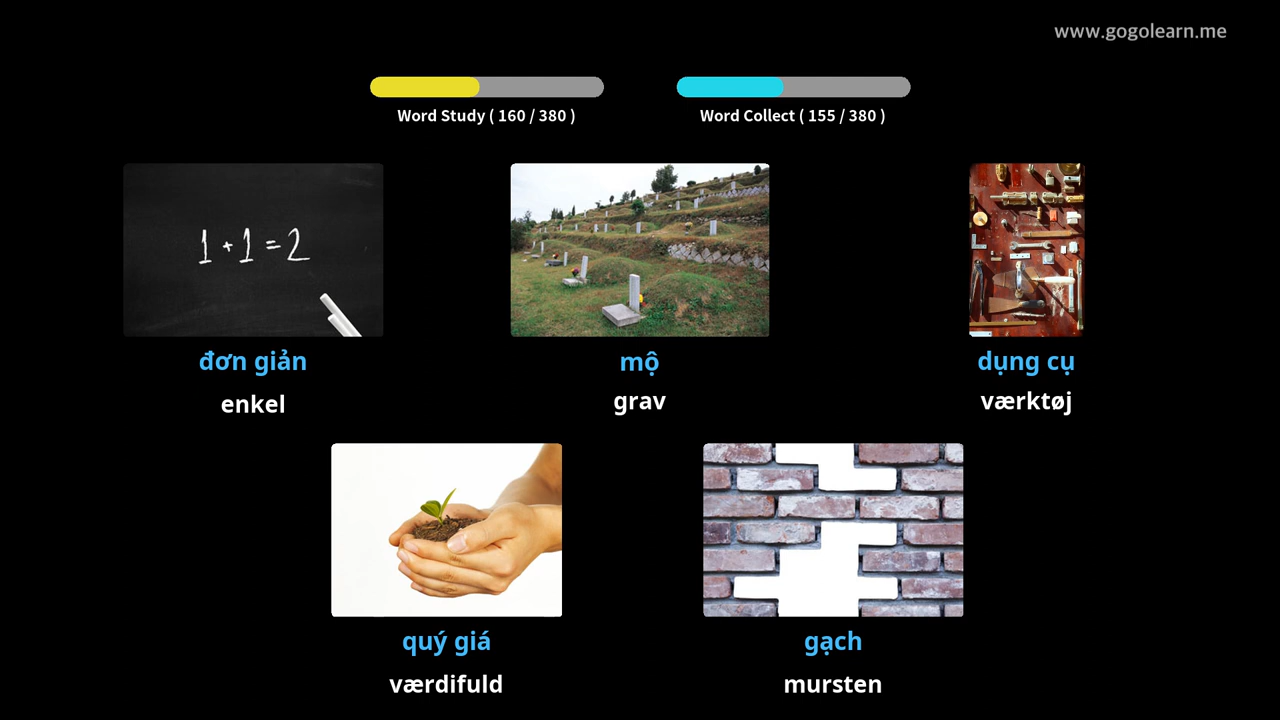 www.gogolearn.me
Word Study ( 160 / 380 )
Word Collect ( 155 / 380 )
1 + 1 = 2
đơn giản
enkel
mộ
grav
dụng cụ
værktøj
quý giá
værdifuld
gạch
mursten